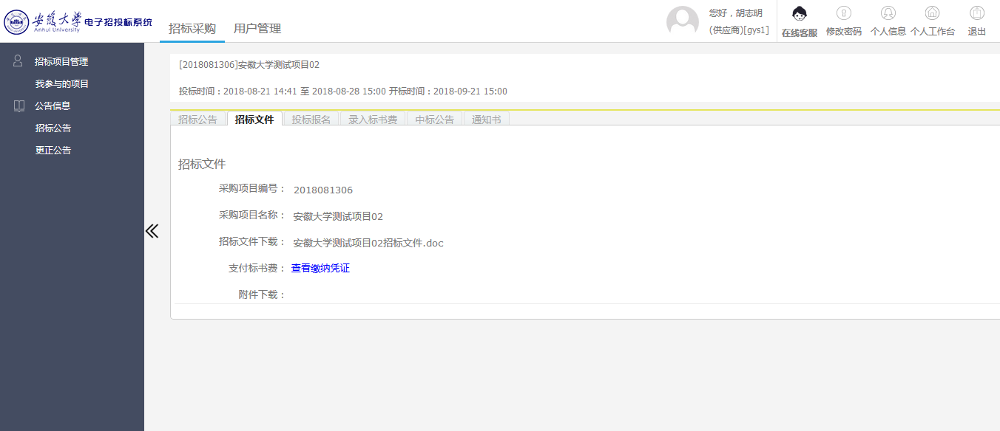 安徽大学 电子招投标系统
Anhui University
招标采购 用户管理
您好，胡志明
(供应商)[gys1]
在线客服 修改密码 个人信息 个人工作台 退出
招标项目管理
我参与的项目
公告信息
招标公告
更正公告
[2018081306]安徽大学测试项目02
投标时间：2018-08-21 14:41 至 2018-08-28 15:00 开标时间：2018-09-21 15:00
招标公告 招标文件 投标报名 录入标书费 中标公告 通知书
招标文件
采购项目编号： 2018081306
采购项目名称： 安徽大学测试项目02
招标文件下载： 安徽大学测试项目02招标文件.doc
支付标书费： 查看缴纳凭证
附件下载：